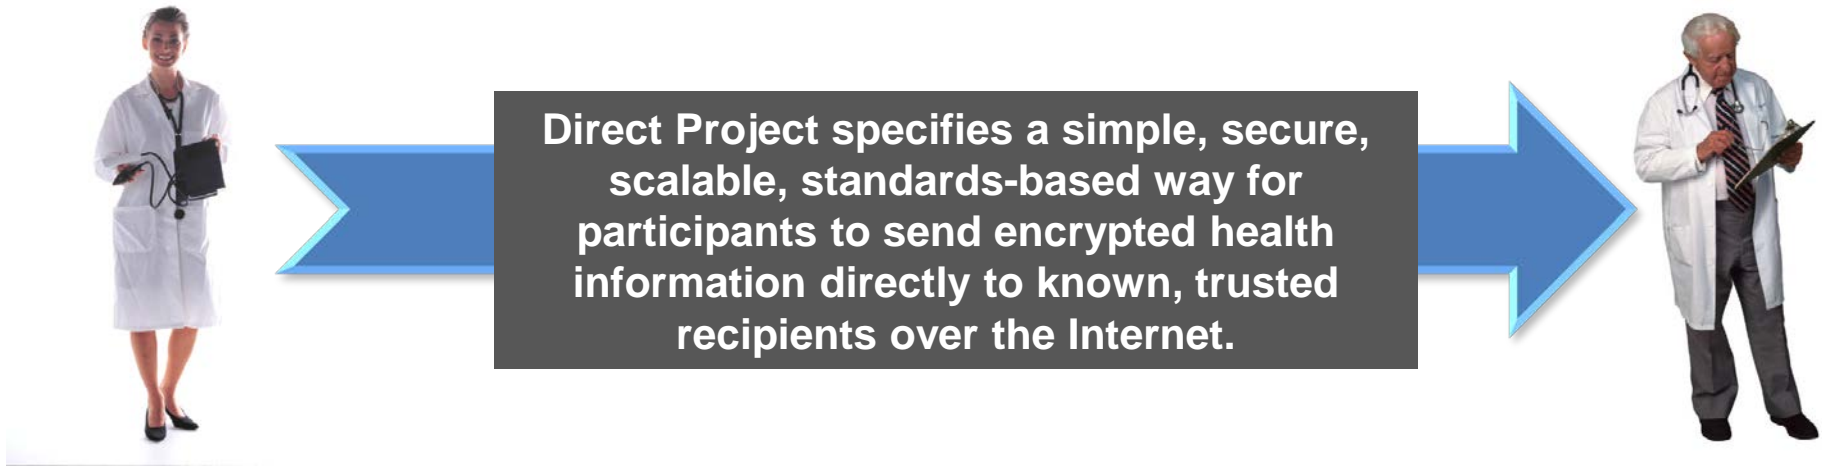 Direct Project specifies a simple, secure,
scalable, standards-based way for
participants to send encrypted health
information directly to known, trusted
recipients over the Internet.